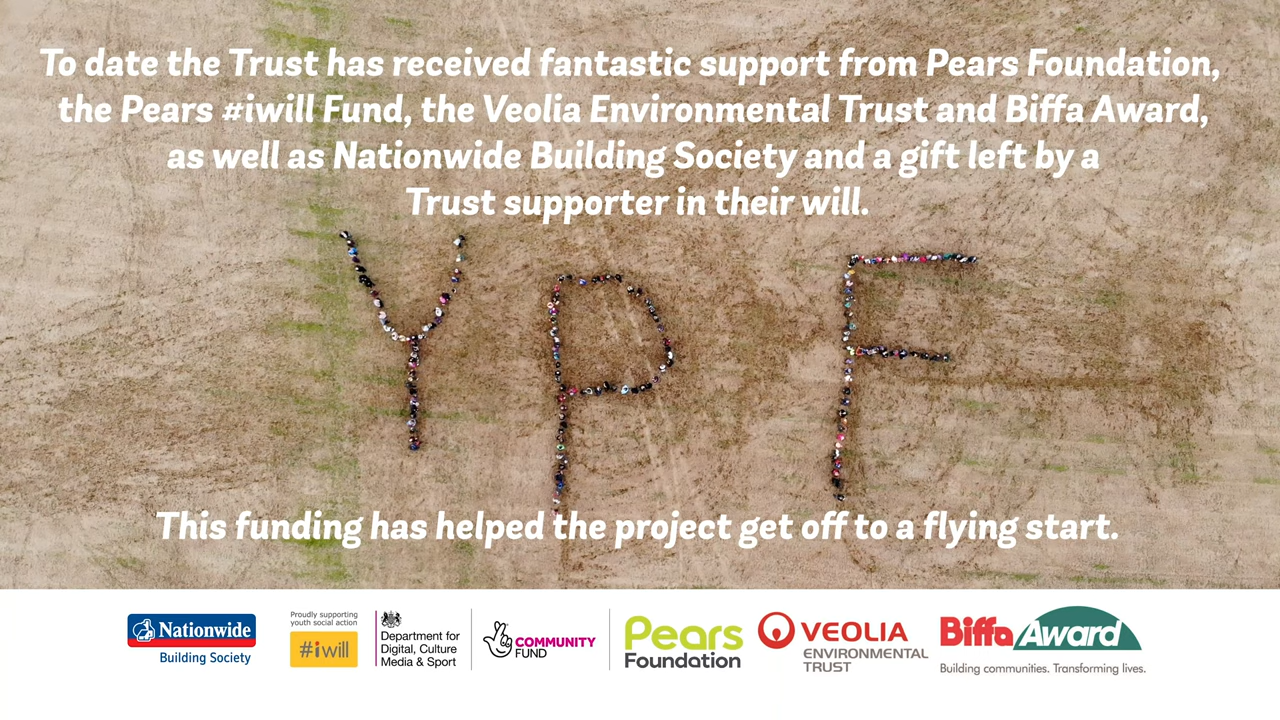 To date the Trust has received fantastic support from Pears Foundation,
the Pears #iwill Fund, the Veolia Environmental Trust and Biffa Award,
as well as Nationwide Building Society and a gift left by a
Trust supporter in their will.
YPF
This funding has helped the project get off to a flying start.
Nationwide
Building Society
Proudly supporting
youth social action
#iwill
Department for
Digital, Culture
Media & Sport
COMMUNITY
FUND
Pears
Foundation
VEOLIA
ENVIRONMENTAL
TRUST
Biffa Award
Building communities. Transforming lives.